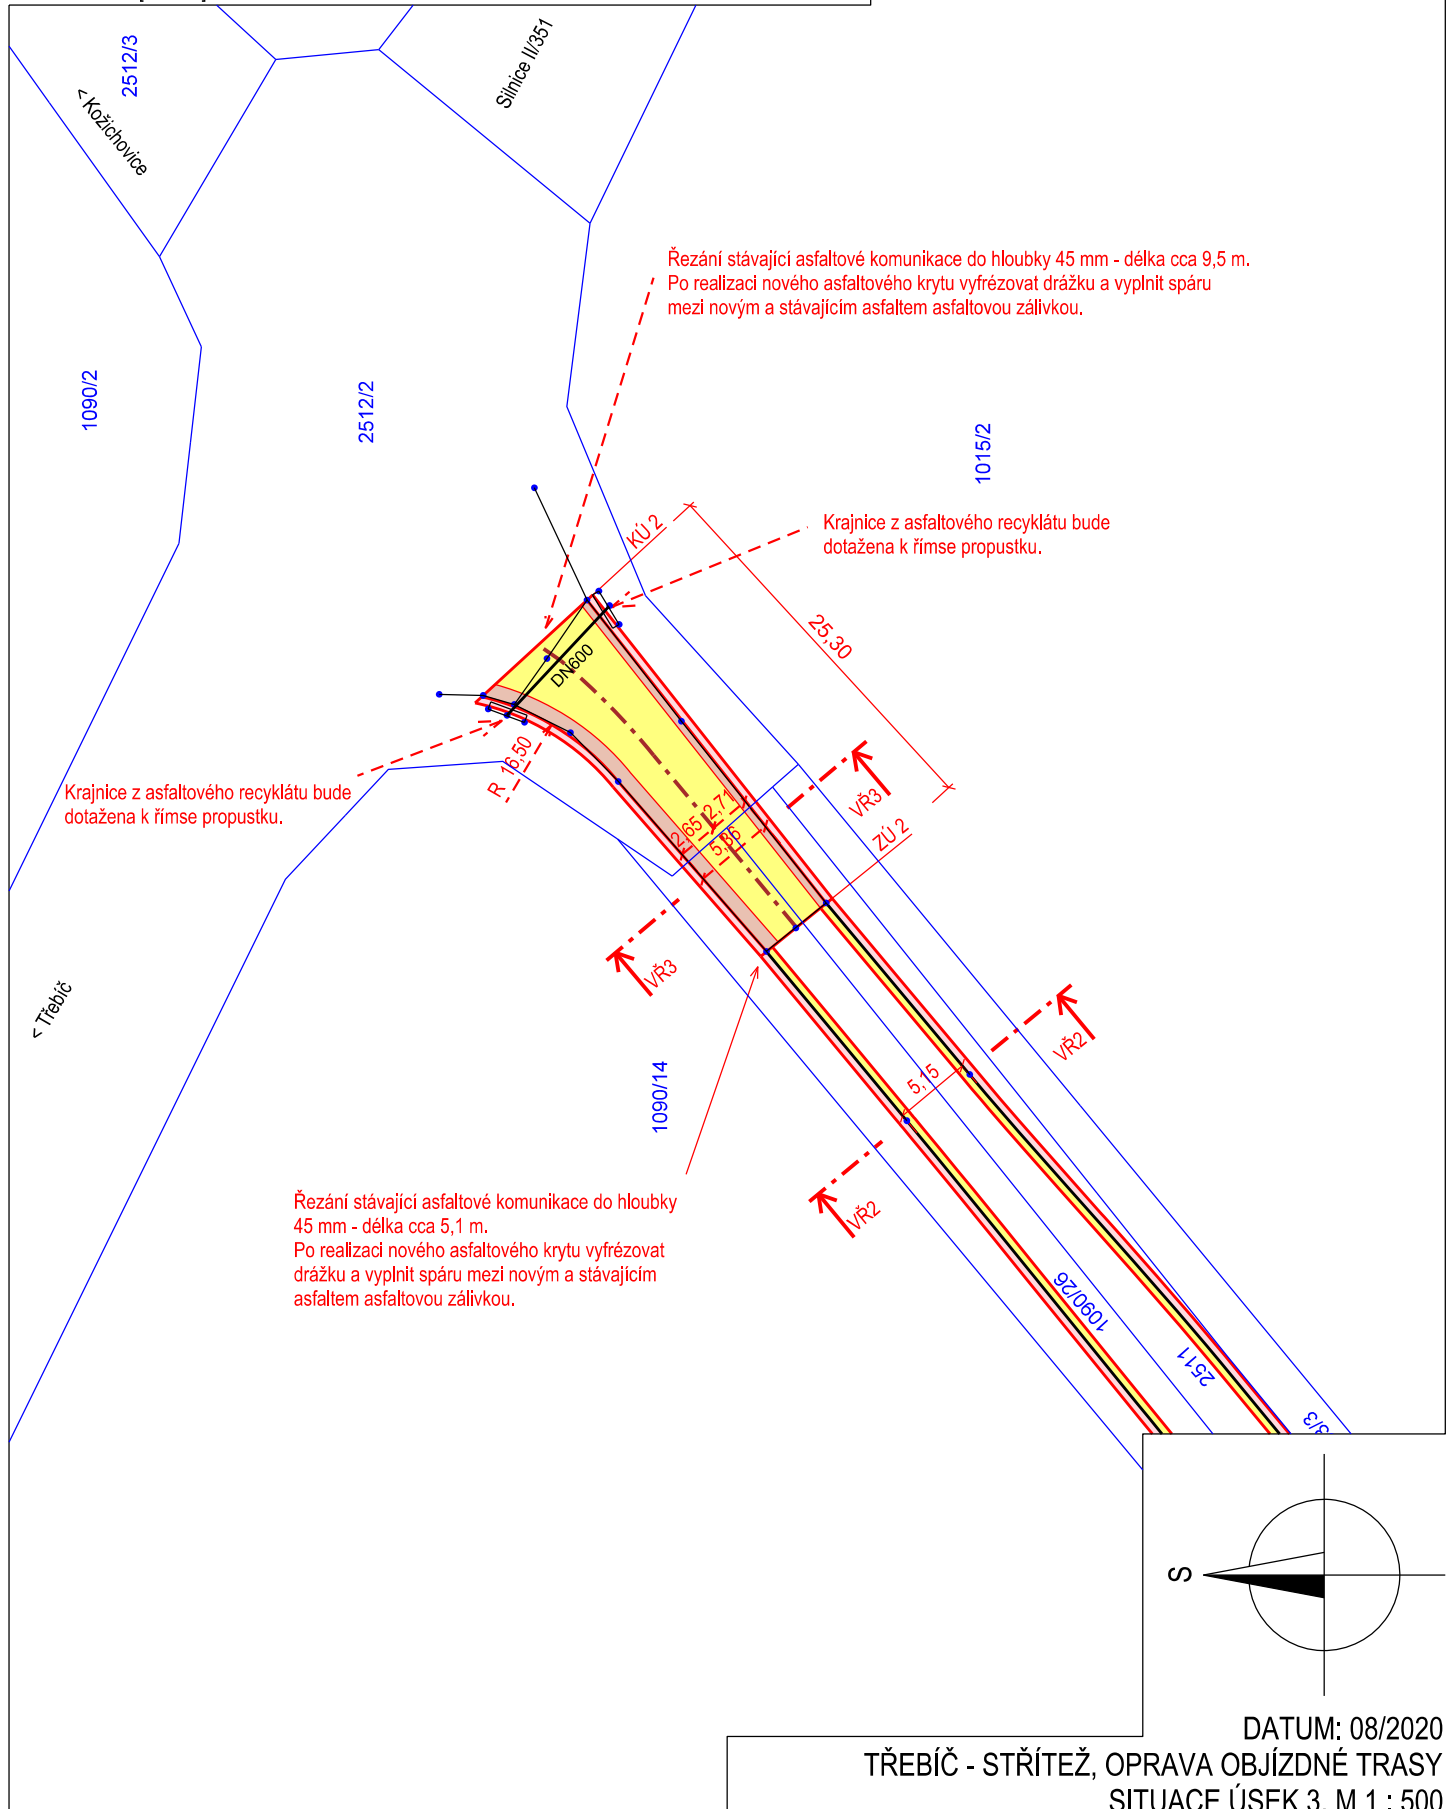 2512/3
< Kožichovice
Silnice II/351
Řezání stávající asfaltové komunikace do hloubky 45 mm - délka cca 9,5 m.
Po realizaci nového asfaltového krytu vyfrézovat drážku a vyplnit spáru
mezi novým a stávajícím asfaltem asfaltovou zálivkou.
1090/2
2512/2
1015/2
Krajnice z asfaltového recyklátu bude
dotažena k římse propustku.
KÚ 2
25,30
DN600
R 16,50
Krajnice z asfaltového recyklátu bude
dotažena k římse propustku.
2,65
2,71
5,36
VŘ3
ZÚ 2
VŘ3
< Třebíč
VŘ2
5,15
1090/14
VŘ2
Řezání stávající asfaltové komunikace do hloubky
45 mm - délka cca 5,1 m.
Po realizaci nového asfaltového krytu vyfrézovat
drážku a vyplnit spáru mezi novým a stávajícím
asfaltem asfaltovou zálivkou.
1090/26
2511
3/3
S
DATUM: 08/2020
TŘEBÍČ - STŘÍTEŽ, OPRAVA OBJÍZDNÉ TRASY
SITUACE ÚSEK 3, M 1 : 500